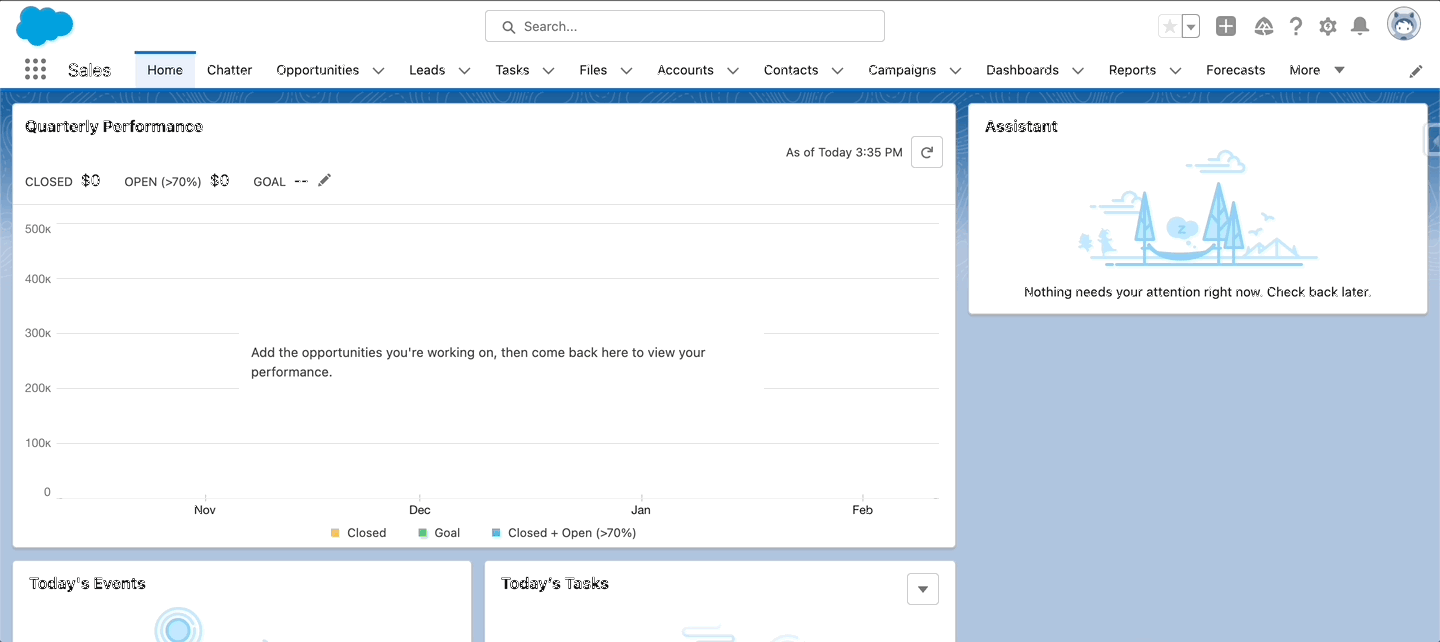 Search...
Sales
Home
Chatter
Opportunities
Leads
Tasks
Files
Accounts
Contacts
Campaigns
Dashboards
Reports
Forecasts
More
Quarterly Performance
As of Today 3:35 PM
CLOSED $0 OPEN (>70%) $0 GOAL --
500K
400K
300K
200K
100K
0
Add the opportunities you're working on, then come back here to view your
performance.
Nov
Dec
Jan
Feb
Closed
Goal
Closed + Open (>70%)
Assistant
z
Nothing needs your attention right now. Check back later.
Today's Events
Today's Tasks